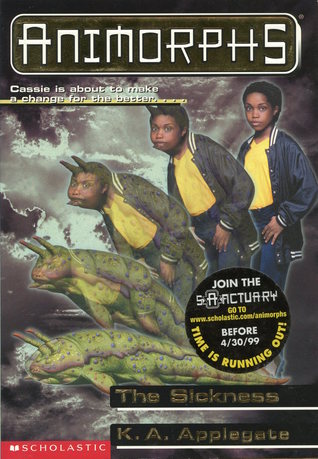 ANIMORPHS
®
Cassie is about to make
a change for the better. . . .
JOIN THE
SANCTUARY
GO TO
www.scholastic.com/animorphs
BEFORE
4/30/99
TIME IS RUNNING OUT!
The Sickness
K. A. Applegate
SCHOLASTIC